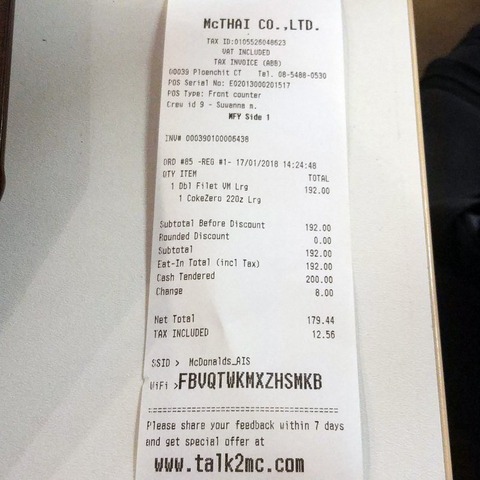 McTHAI CO.,LTD.
TAX ID:0105526048623
VAT INCLUDED
TAX INVOICE (ABB)
00039 Ploenchit CT Tel. 08-5488-0530
POS Serial No: E02013000201517
POS Type: Front counter
Crew id 9 - Suwanna m.
MFY Side 1
INV# 000390100006438
ORD #85 -REG #1- 17/01/2018 14:24:48
QTY ITEM TOTAL
1 Dbl Filet VM Lrg 192.00
1 CokeZero 22Oz Lrg
Subtotal Before Discount 192.00
Rounded Discount 0.00
Subtotal 192.00
Eat-In Total (incl Tax) 192.00
Cash Tendered 200.00
Change 8.00
Net Total 179.44
TAX INCLUDED 12.56
SSID > McDonalds_AIS
WiFi >FBVQTWKMXZHSMKB
Please share your feedback within 7 days
and get special offer at
www.talk2mc.com